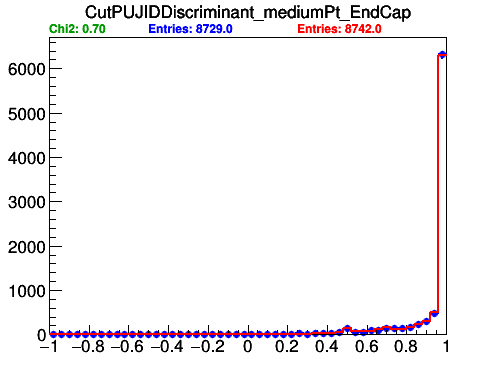 CutPUJIDDiscriminant_mediumPt_EndCap
Chi2: 0.70 Entries: 8729.0 Entries: 8742.0
6000
5000
4000
3000
2000
1000
0
−1 −0.8 −0.6 −0.4 −0.2 0 0.2 0.4 0.6 0.8 1